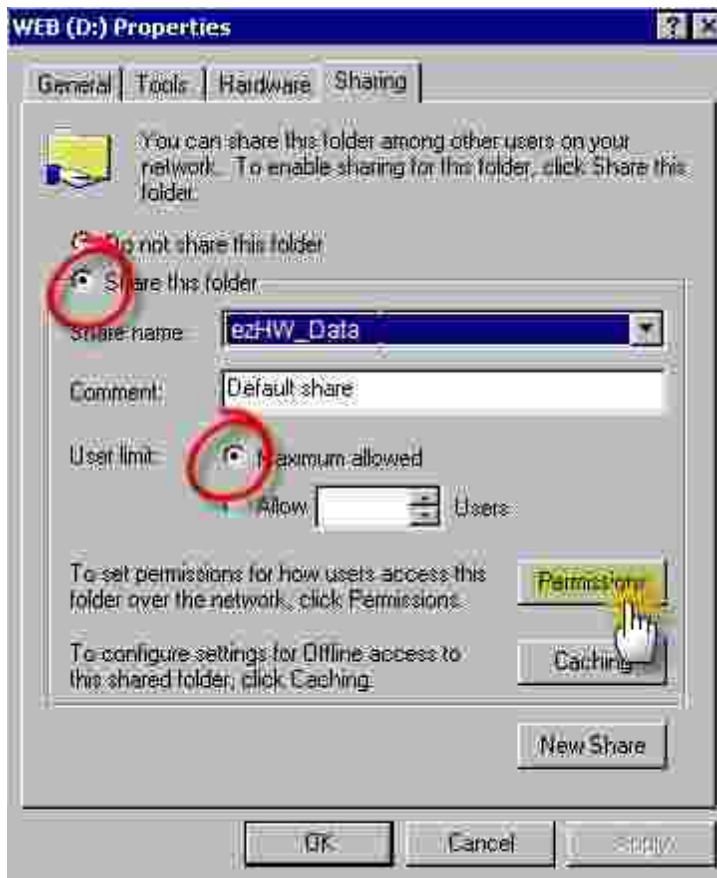 WEB (D:) Properties
General Tools Hardware Sharing
You can share this folder among other users on your
network. To enable sharing for this folder, click Share this
folder.
Do not share this folder
Share this folder
Share name: ezHW_Data
Comment: Default share
User limit: Maximum allowed
Allow Users
To set permissions for how users access this
folder over the network, click Permissions.
Permissions
To configure settings for Offline access to
this shared folder, click Caching.
Caching
New Share
OK Cancel Apply